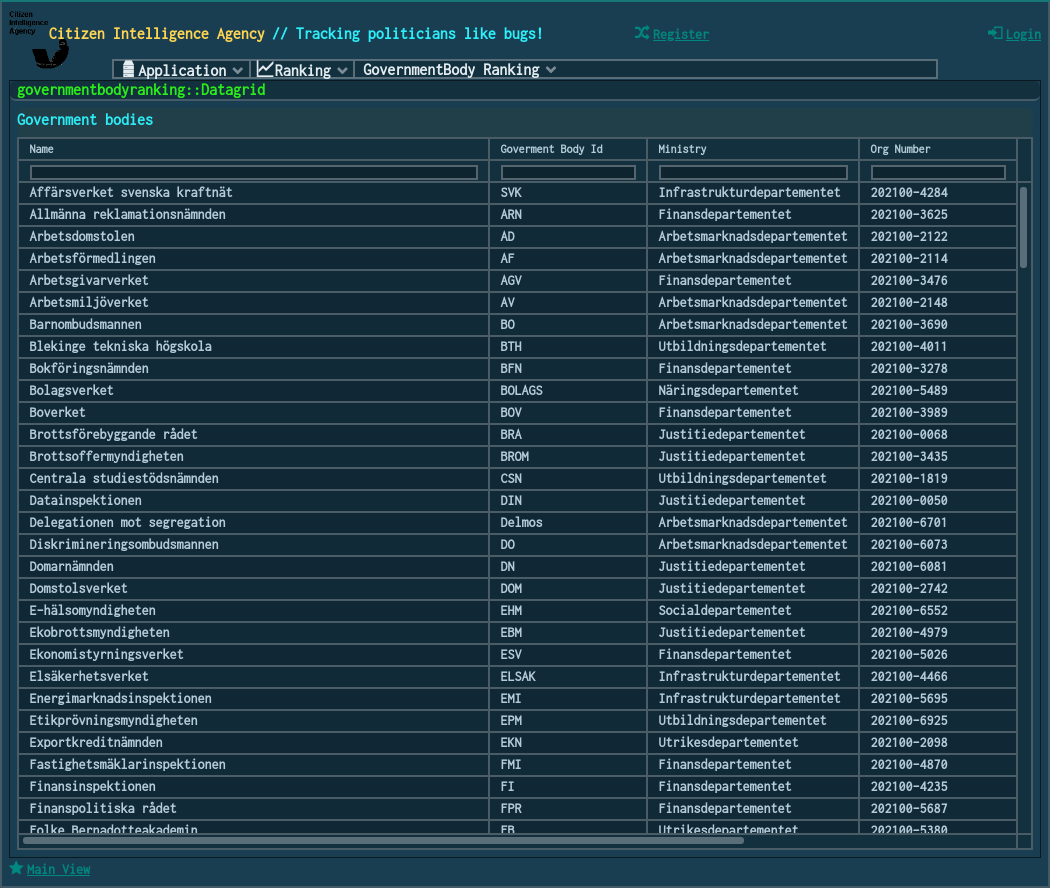 Citizen
Intelligence
Agency
Citizen Intelligence Agency // Tracking politicians like bugs!
Register
Login
Application Ranking GovernmentBody Ranking
governmentbodyranking::Datagrid
Government bodies
Name Goverment Body Id Ministry Org Number
Affärsverket svenska kraftnät SVK Infrastrukturdepartementet 202100-4284
Allmänna reklamationsnämnden ARN Finansdepartementet 202100-3625
Arbetsdomstolen AD Arbetsmarknadsdepartementet 202100-2122
Arbetsförmedlingen AF Arbetsmarknadsdepartementet 202100-2114
Arbetsgivarverket AGV Finansdepartementet 202100-3476
Arbetsmiljöverket AV Arbetsmarknadsdepartementet 202100-2148
Barnombudsmannen BO Arbetsmarknadsdepartementet 202100-3690
Blekinge tekniska högskola BTH Utbildningsdepartementet 202100-4011
Bokföringsnämnden BFN Finansdepartementet 202100-3278
Bolagsverket BOLAGS Näringsdepartementet 202100-5489
Boverket BOV Finansdepartementet 202100-3989
Brottsförebyggande rådet BRA Justitiedepartementet 202100-0068
Brottsoffermyndigheten BROM Justitiedepartementet 202100-3435
Centrala studiestödsnämnden CSN Utbildningsdepartementet 202100-1819
Datainspektionen DIN Justitiedepartementet 202100-0050
Delegationen mot segregation Delmos Arbetsmarknadsdepartementet 202100-6701
Diskrimineringsombudsmannen DO Arbetsmarknadsdepartementet 202100-6073
Domarnämnden DN Justitiedepartementet 202100-6081
Domstolsverket DOM Justitiedepartementet 202100-2742
E-hälsomyndigheten EHM Socialdepartementet 202100-6552
Ekobrottsmyndigheten EBM Justitiedepartementet 202100-4979
Ekonomistyrningsverket ESV Finansdepartementet 202100-5026
Elsäkerhetsverket ELSAK Infrastrukturdepartementet 202100-4466
Energimarknadsinspektionen EMI Infrastrukturdepartementet 202100-5695
Etikprövningsmyndigheten EPM Utbildningsdepartementet 202100-6925
Exportkreditnämnden EKN Utrikesdepartementet 202100-2098
Fastighetsmäklarinspektionen FMI Finansdepartementet 202100-4870
Finansinspektionen FI Finansdepartementet 202100-4235
Finanspolitiska rådet FPR Finansdepartementet 202100-5687
Folke Bernadotteakademin FB Utrikesdepartementet 202100-5380
Main View